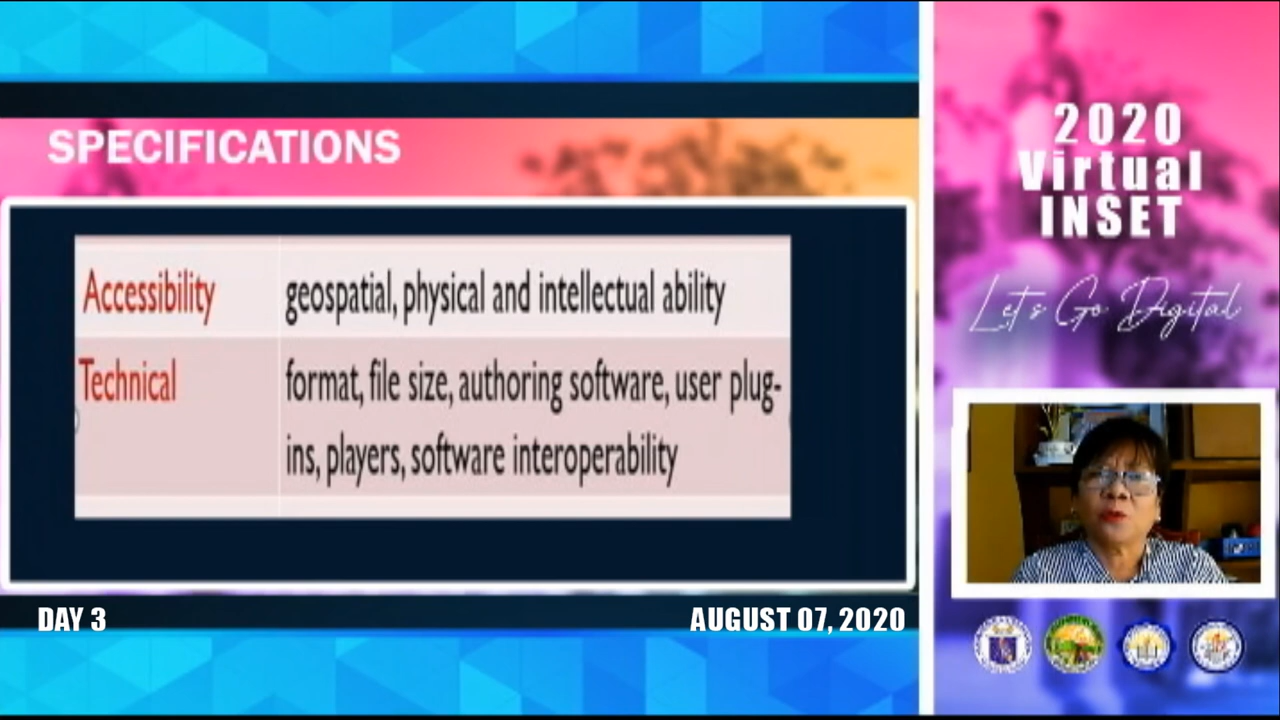 SPECIFICATIONS
Accessibility
geospatial, physical and intellectual ability
Technical
format, file size, authoring software, user plug-
ins, players, software interoperability
DAY 3
AUGUST 07, 2020
2020
Virtual
INSET
Let's Go Digital